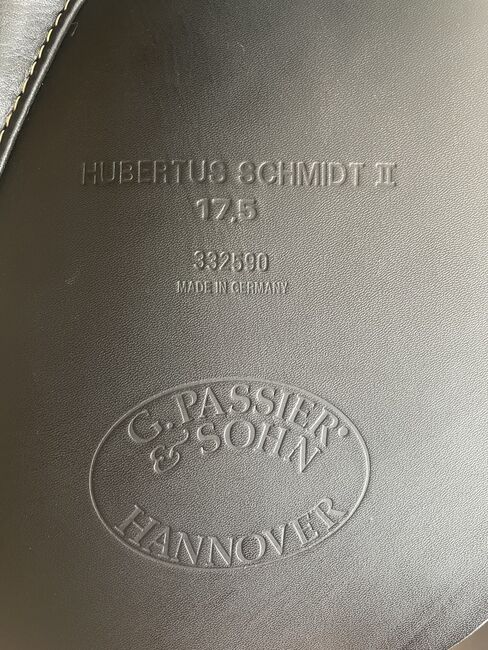 HUBERTUS SCHMIDT II
17,5
332590
MADE IN GERMANY
G. PASSIER
& SOHN
HANNOVER